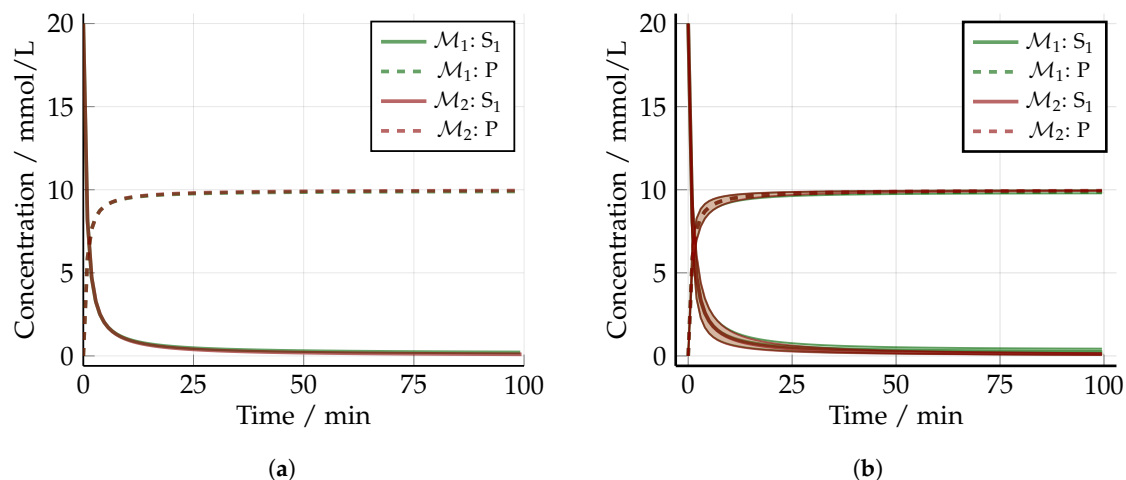 Concentration / mmol/L
20
15
10
5
0
0
25
50
75
100
Time / min
ℳ₁: S₁
ℳ₁: P
ℳ₂: S₁
ℳ₂: P
(a)
Concentration / mmol/L
20
15
10
5
0
0
25
50
75
100
Time / min
ℳ₁: S₁
ℳ₁: P
ℳ₂: S₁
ℳ₂: P
(b)